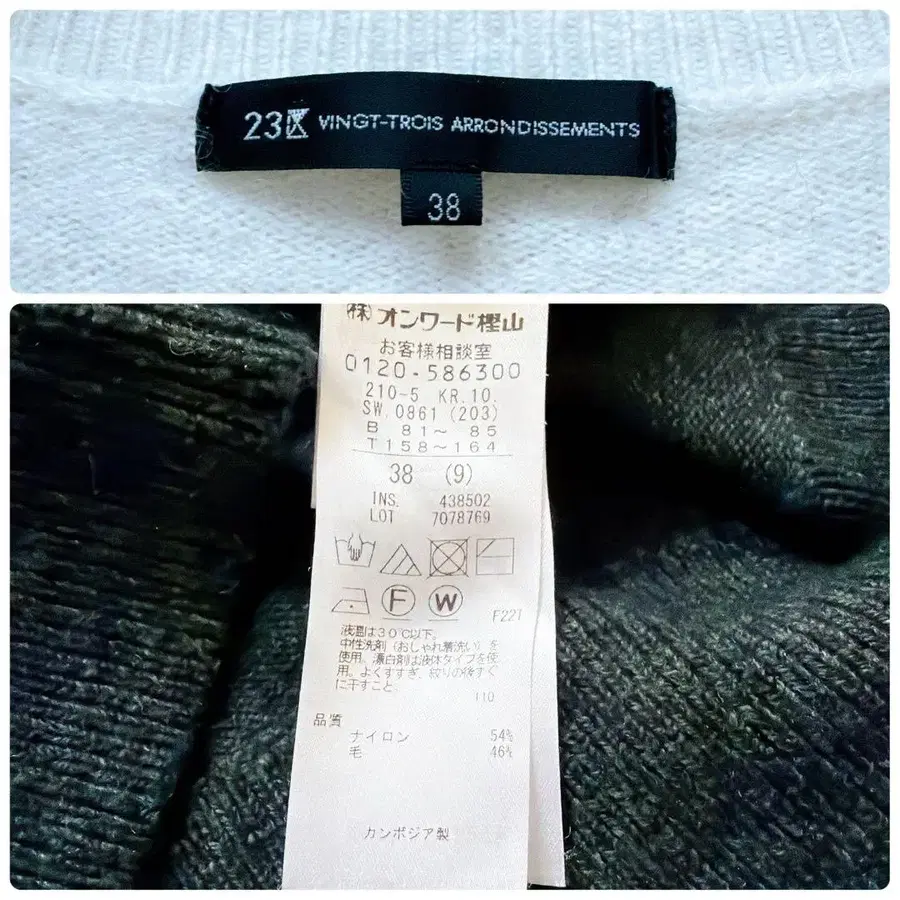 23区 VINGT-TROIS ARRONDISSEMENTS
38
㈱オンワード樫山
お客様相談室
0120-586300
210-5 KR.10.
SW.0861(203)
B 81〜 85
T158〜164
38 (9)
INS. 438502
LOT 7078769
F W
F221
液温は30℃以下。
中性洗剤(おしゃれ着洗い)を
使用。漂白剤は液体タイプを使
用。よくすすぎ、絞りの後すぐ
に干すこと。
110
品質
ナイロン 54%
毛 46%
カンボジア製